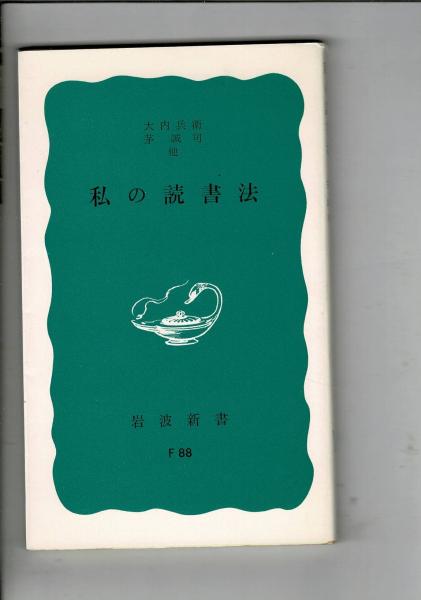 大内兵衛
茅誠司
他
私の読書法
岩波新書
F 88